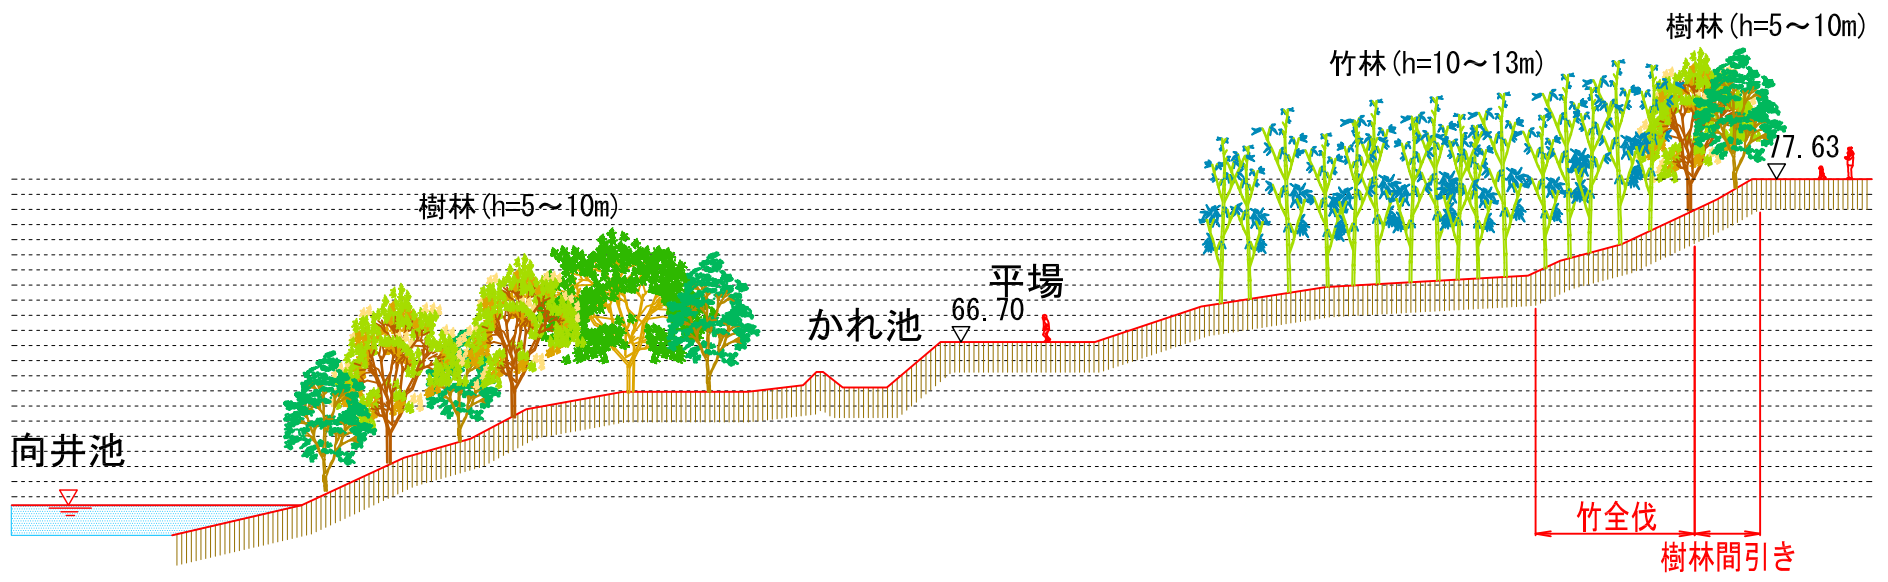 樹林(h=5～10m)
竹林(h=10～13m)
77.63
樹林(h=5～10m)
平場
66.70
かれ池
向井池
竹全伐
樹林間引き